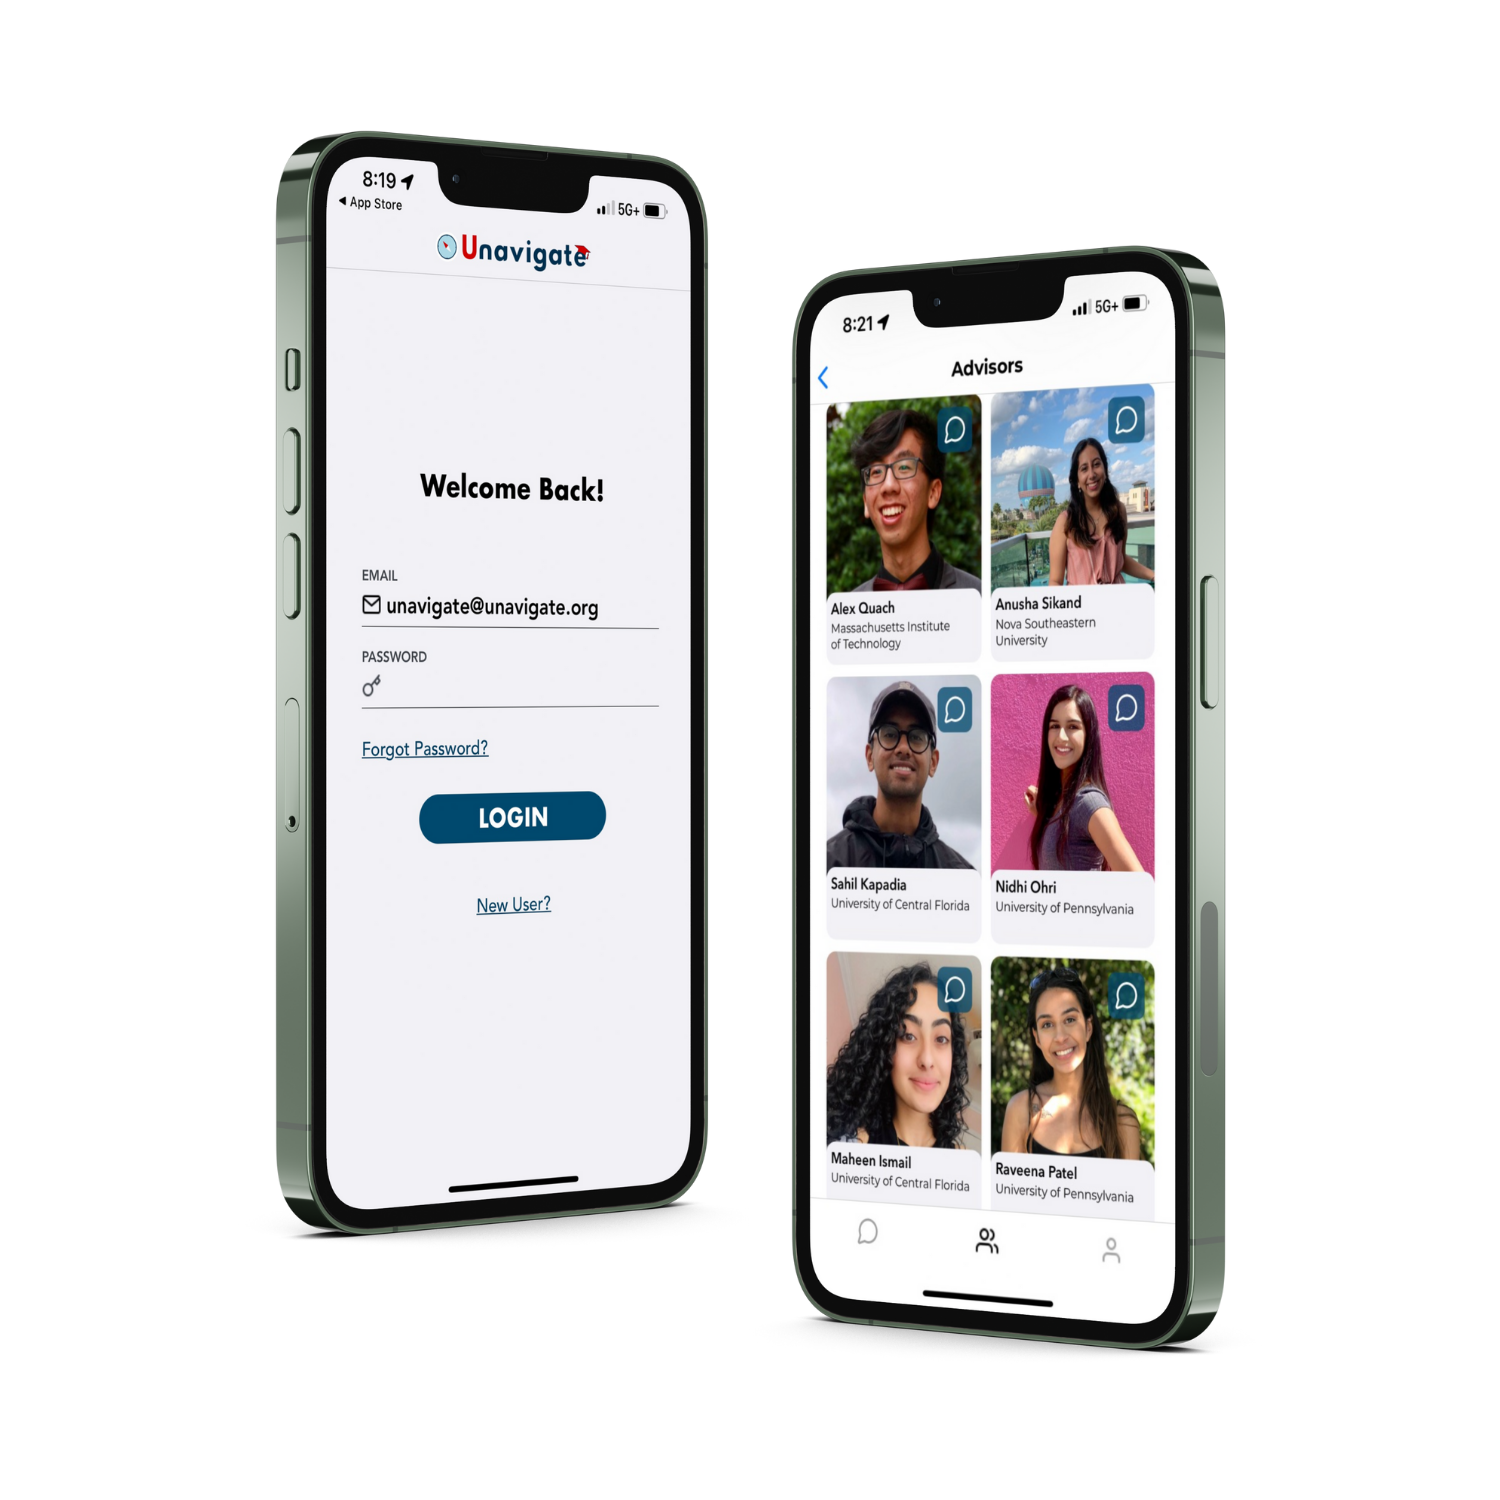 8:19
App Store
5G+
Unavigate
Welcome Back!
EMAIL
unavigate@unavigate.org
PASSWORD
Forgot Password?
LOGIN
New User?
8:21
5G+
Advisors
Alex Quach
Massachusetts Institute
of Technology
Anusha Sikand
Nova Southeastern
University
Sahil Kapadia
University of Central Florida
Nidhi Ohri
University of Pennsylvania
Maheen Ismail
University of Central Florida
Raveena Patel
University of Pennsylvania